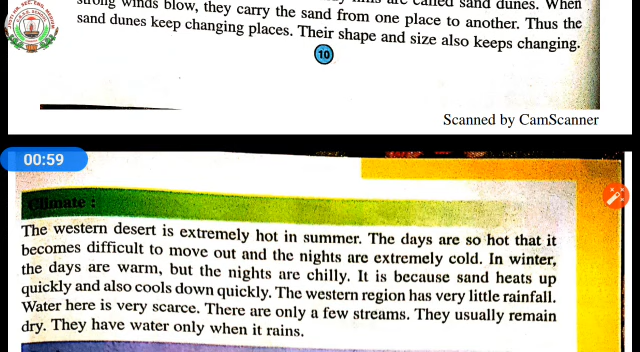 strong winds blow, they carry the sand from one place to another. Thus the
sand dunes keep changing places. Their shape and size also keeps changing.
10
Scanned by CamScanner
00:59
Climate :
The western desert is extremely hot in summer. The days are so hot that it
becomes difficult to move out and the nights are extremely cold. In winter,
the days are warm, but the nights are chilly. It is because sand heats up
quickly and also cools down quickly. The western region has very little rainfall.
Water here is very scarce. There are only a few streams. They usually remain
dry. They have water only when it rains.